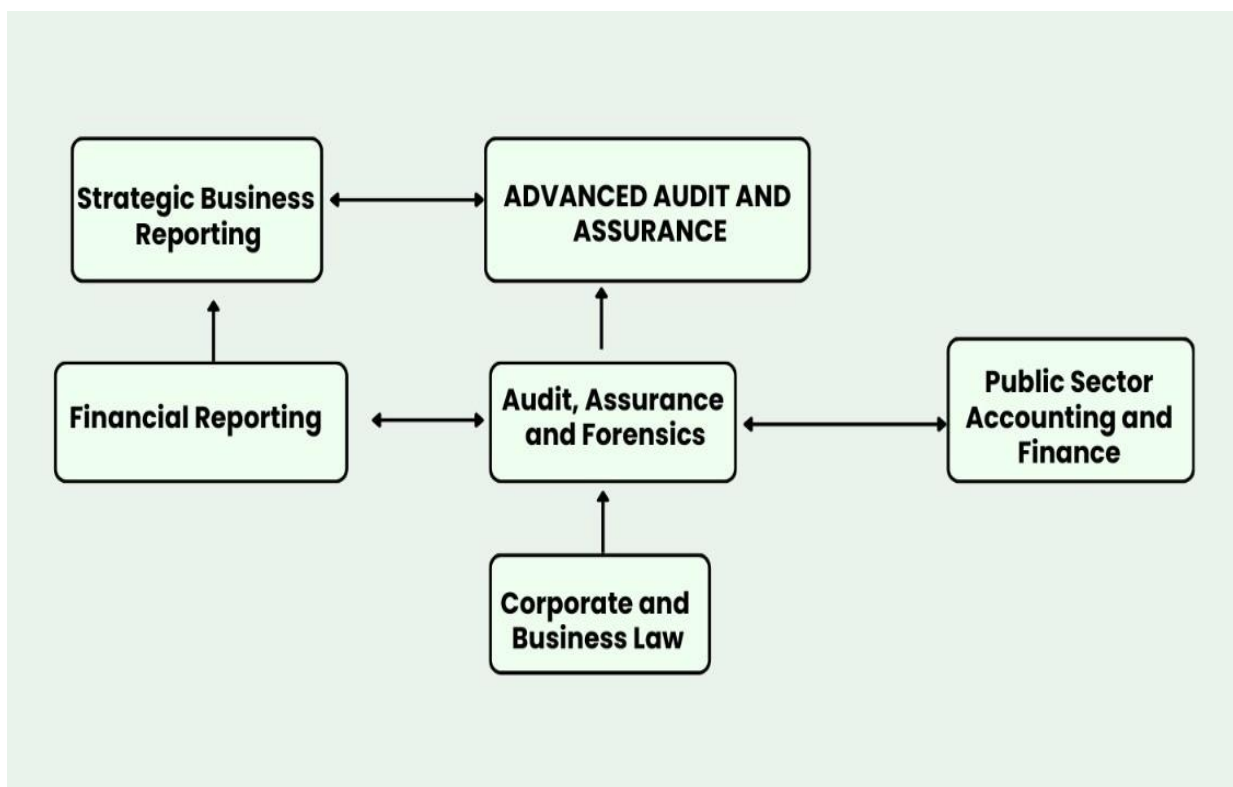 Strategic Business
Reporting
ADVANCED AUDIT AND
ASSURANCE
Financial Reporting
Audit, Assurance
and Forensics
Public Sector
Accounting and
Finance
Corporate and
Business Law